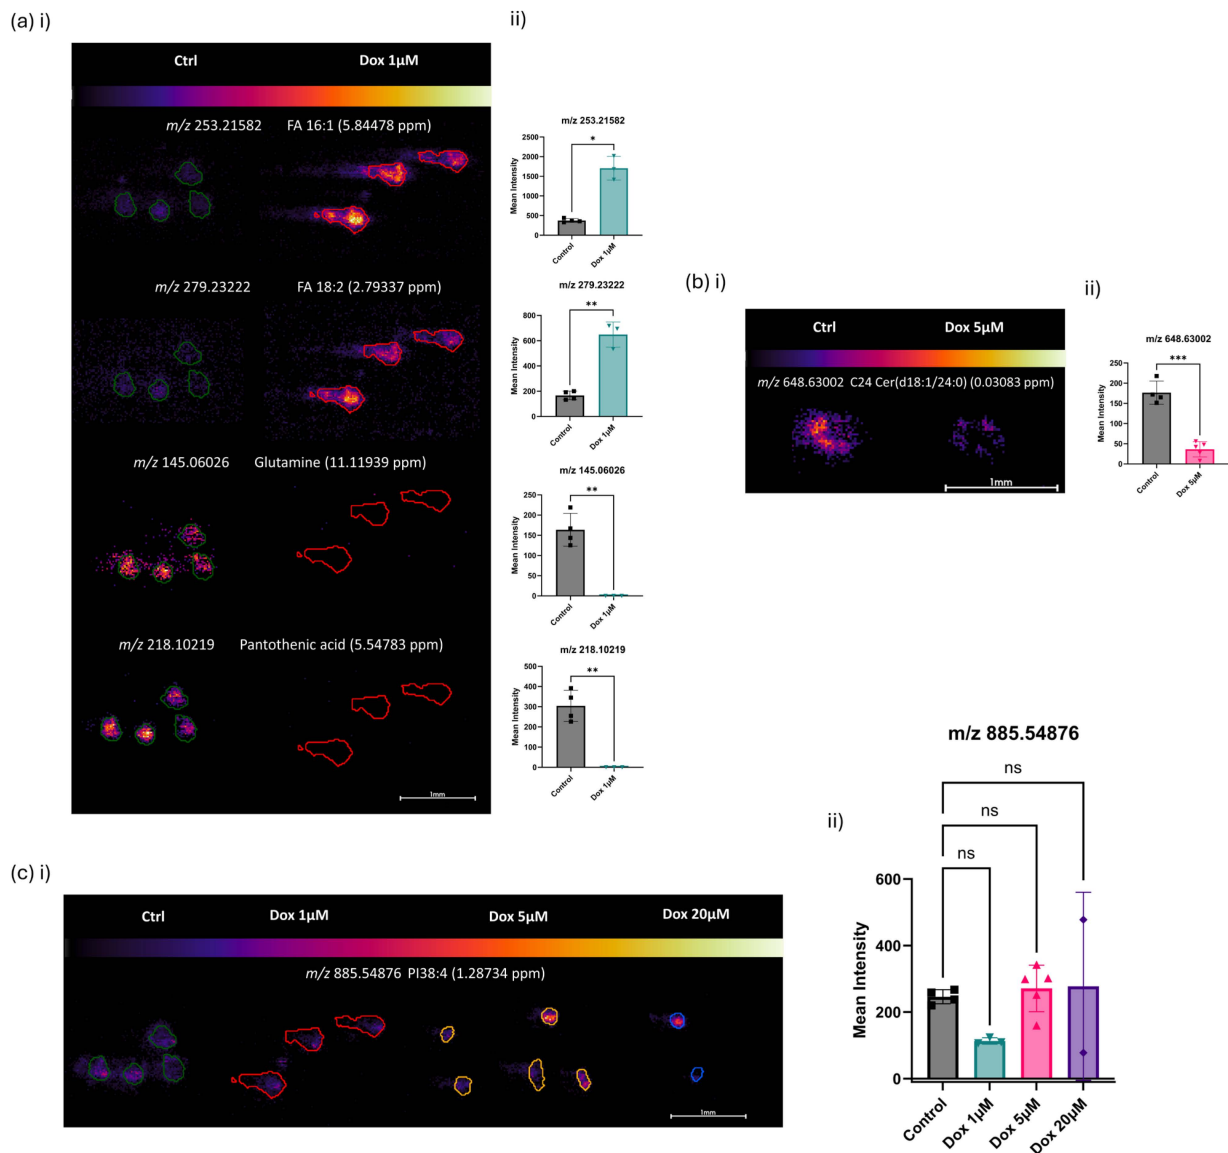 (a) i)
Ctrl Dox 1µM
m/z 253.21582 FA 16:1 (5.84478 ppm)
m/z 279.23222 FA 18:2 (2.79337 ppm)
m/z 145.06026 Glutamine (11.11939 ppm)
m/z 218.10219 Pantothenic acid (5.54783 ppm)
1mm
ii)
m/z 253.21582
*
Mean Intensity
2500
2000
1500
1000
500
0
Control
Dox 1µM
m/z 279.23222
**
Mean Intensity
800
600
400
200
0
Control
Dox 1µM
m/z 145.06026
**
Mean Intensity
250
200
150
100
50
0
Control
Dox 1µM
m/z 218.10219
**
Mean Intensity
500
400
300
200
100
0
Control
Dox 1µM
(b) i)
Ctrl Dox 5µM
m/z 648.63002 C24 Cer(d18:1/24:0) (0.03083 ppm)
1mm
ii)
m/z 648.63002
***
Mean Intensity
250
200
150
100
50
0
Control
Dox 5µM
(c) i)
Ctrl Dox 1µM Dox 5µM Dox 20µM
m/z 885.54876 PI38:4 (1.28734 ppm)
1mm
ii)
m/z 885.54876
ns
ns
ns
Mean Intensity
600
400
200
0
Control
Dox 1µM
Dox 5µM
Dox 20µM